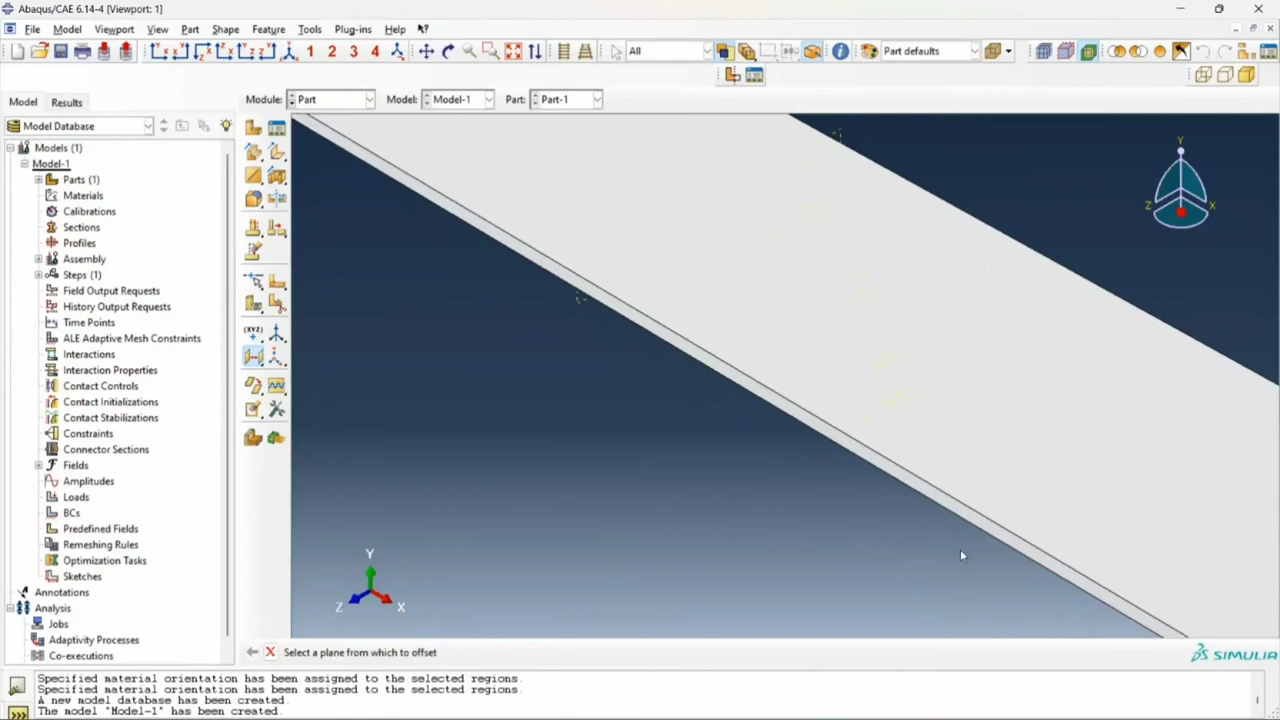 Abaqus/CAE 6.14-4 [Viewport: 1]
File Model Viewport View Part Shape Feature Tools Plug-ins Help
1 2 3 4 All Part defaults
Model Results Module: Part Model: Model-1 Part: Part-1
Model Database
Models (1)
Model-1
Parts (1)
Materials
Calibrations
Sections
Profiles
Assembly
Steps (1)
Field Output Requests
History Output Requests
Time Points
ALE Adaptive Mesh Constraints
Interactions
Interaction Properties
Contact Controls
Contact Initializations
Contact Stabilizations
Constraints
Connector Sections
Fields
Amplitudes
Loads
BCs
Predefined Fields
Remeshing Rules
Optimization Tasks
Sketches
Annotations
Analysis
Jobs
Adaptivity Processes
Co-executions
(XYZ)
Y
Z X
Y
Z X
Select a plane from which to offset
SIMULIA
Specified material orientation has been assigned to the selected regions.
Specified material orientation has been assigned to the selected regions.
A new model database has been created.
The model "Model-1" has been created.